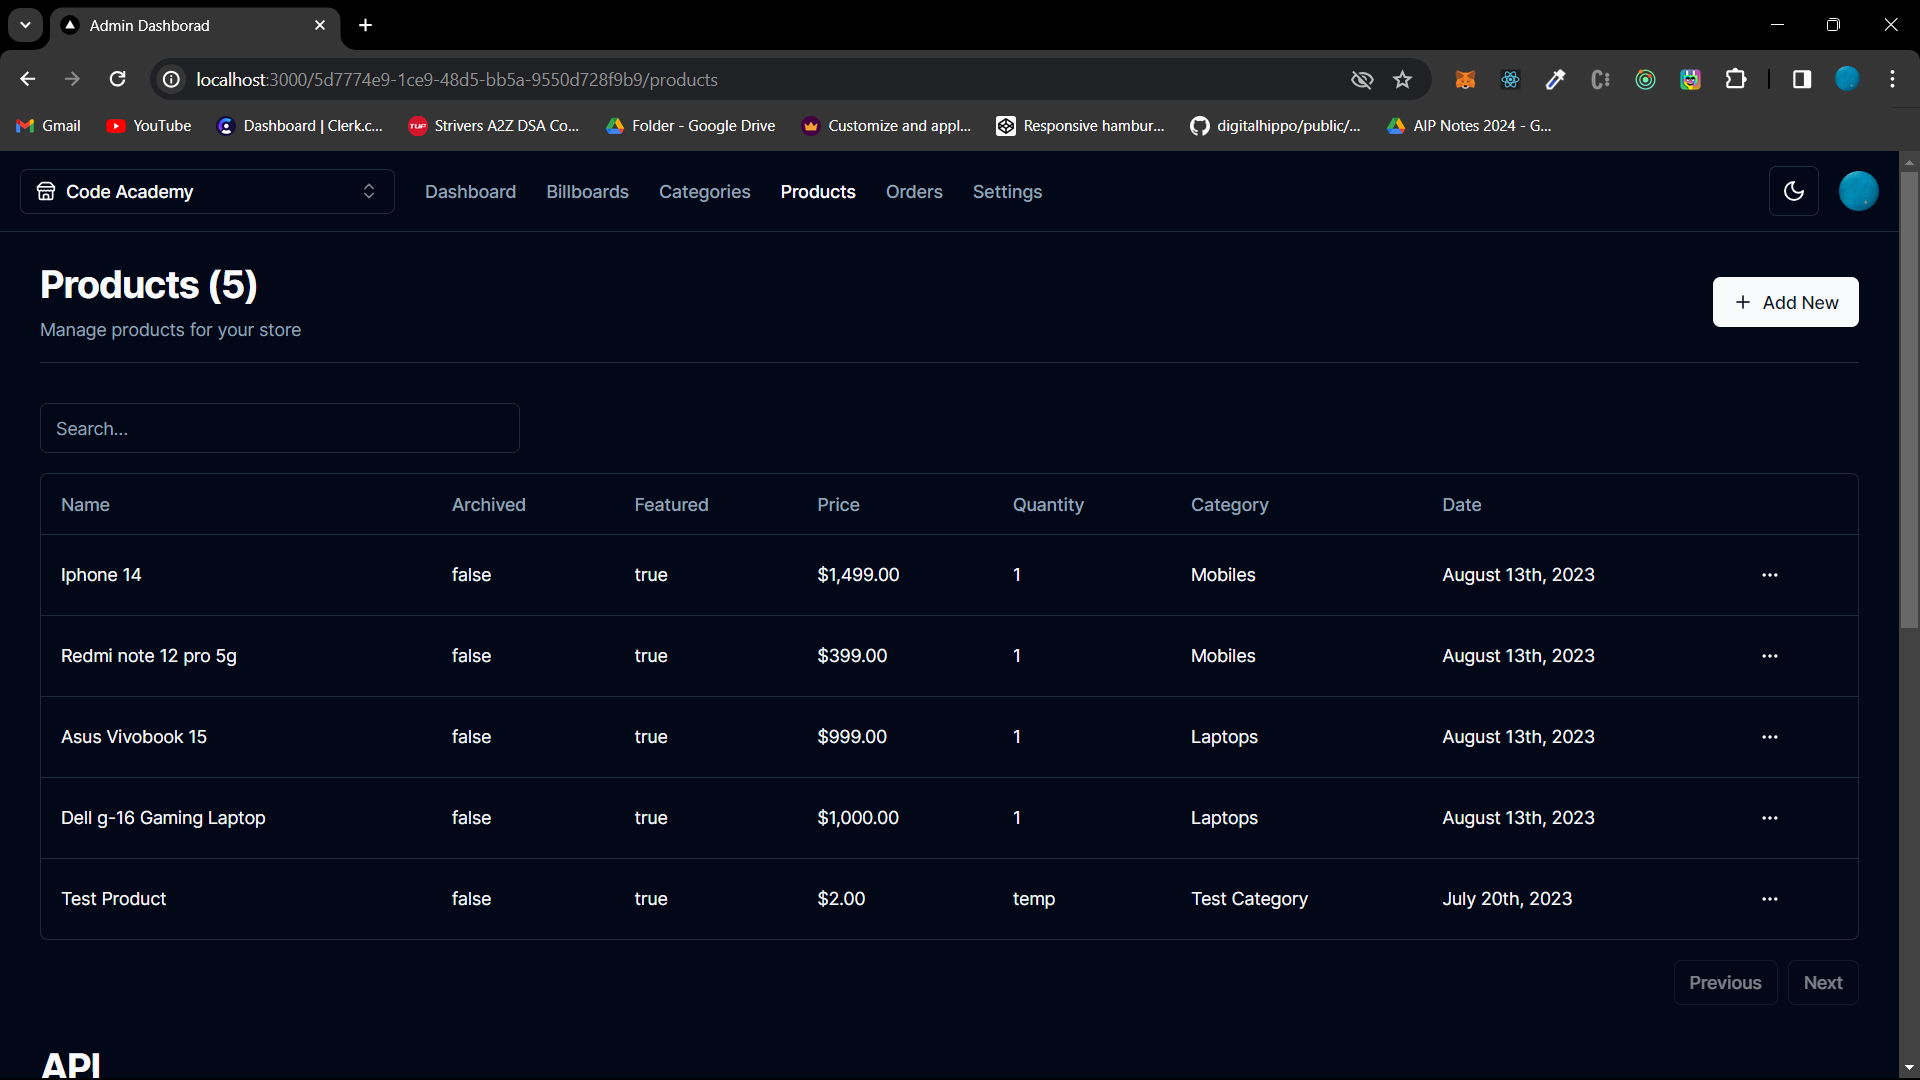 Admin Dashborad
localhost:3000/5d7774e9-1ce9-48d5-bb5a-9550d728f9b9/products
Gmail YouTube Dashboard | Clerk.c... Strivers A2Z DSA Co... Folder - Google Drive Customize and appl... Responsive hambur... digitalhippo/public/... AIP Notes 2024 - G...
Code Academy Dashboard Billboards Categories Products Orders Settings
Products (5)
Manage products for your store
+ Add New
Search...
Name Archived Featured Price Quantity Category Date
Iphone 14 false true $1,499.00 1 Mobiles August 13th, 2023 ...
Redmi note 12 pro 5g false true $399.00 1 Mobiles August 13th, 2023 ...
Asus Vivobook 15 false true $999.00 1 Laptops August 13th, 2023 ...
Dell g-16 Gaming Laptop false true $1,000.00 1 Laptops August 13th, 2023 ...
Test Product false true $2.00 temp Test Category July 20th, 2023 ...
Previous Next
API